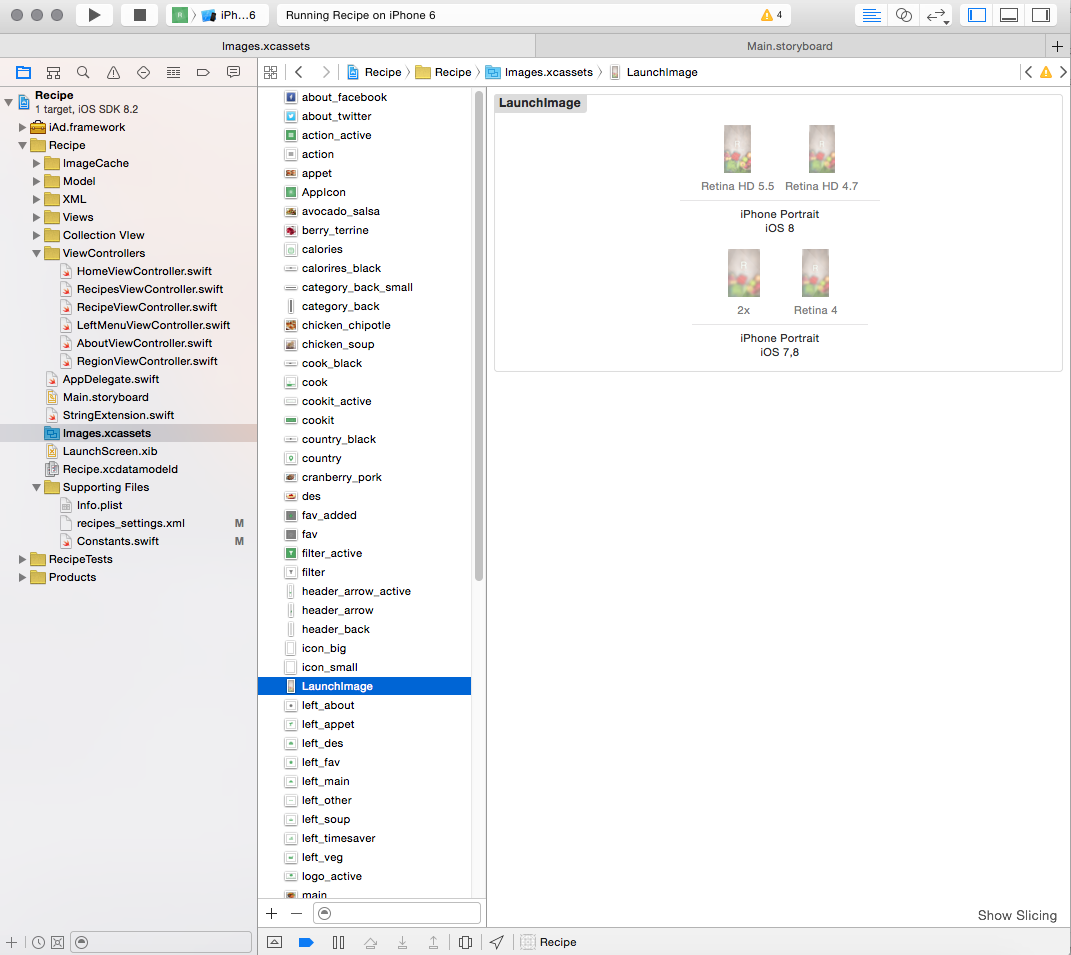 iPh...6
Running Recipe on iPhone 6
4
Images.xcassets
Main.storyboard
Recipe
Recipe
Images.xcassets
LaunchImage
Recipe
1 target, iOS SDK 8.2
iAd.framework
Recipe
ImageCache
Model
XML
Views
Collection VIew
ViewControllers
HomeViewController.swift
RecipesViewController.swift
RecipeViewController.swift
LeftMenuViewController.swift
AboutViewController.swift
RegionViewController.swift
AppDelegate.swift
Main.storyboard
StringExtension.swift
Images.xcassets
LaunchScreen.xib
Recipe.xcdatamodeld
Supporting Files
Info.plist
recipes_settings.xml M
Constants.swift M
RecipeTests
Products
about_facebook
about_twitter
action_active
action
appet
AppIcon
avocado_salsa
berry_terrine
calories
calorires_black
category_back_small
category_back
chicken_chipotle
chicken_soup
cook_black
cook
cookit_active
cookit
country_black
country
cranberry_pork
des
fav_added
fav
filter_active
filter
header_arrow_active
header_arrow
header_back
icon_big
icon_small
LaunchImage
left_about
left_appet
left_des
left_fav
left_main
left_other
left_soup
left_timesaver
left_veg
logo_active
main
LaunchImage
Retina HD 5.5 Retina HD 4.7
iPhone Portrait
iOS 8
2x Retina 4
iPhone Portrait
iOS 7,8
Show Slicing
Recipe